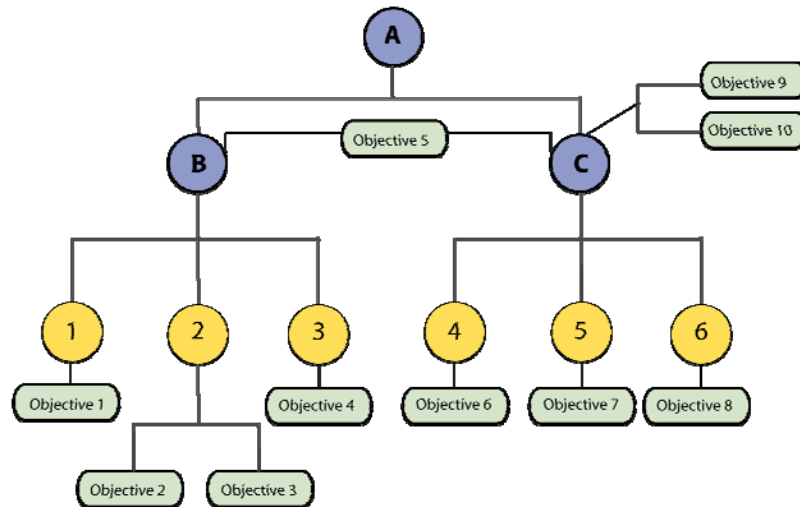 A
Objective 9
Objective 10
Objective 5
B
C
1
2
3
4
5
6
Objective 1
Objective 4
Objective 6
Objective 7
Objective 8
Objective 2
Objective 3